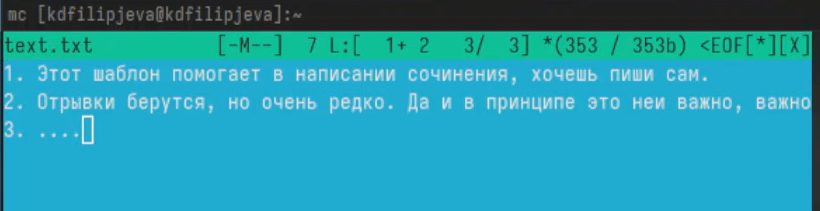 mc [kdfilipjeva@kdfilipjeva]:~
text.txt [-M--] 7 L:[ 1+ 2 3/ 3] *(353 / 353b) <EOF[*][X]
1. Этот шаблон помогает в написании сочинения, хочешь пиши сам.
2. Отрывки берутся, но очень редко. Да и в принципе это неи важно, важно
3. ....